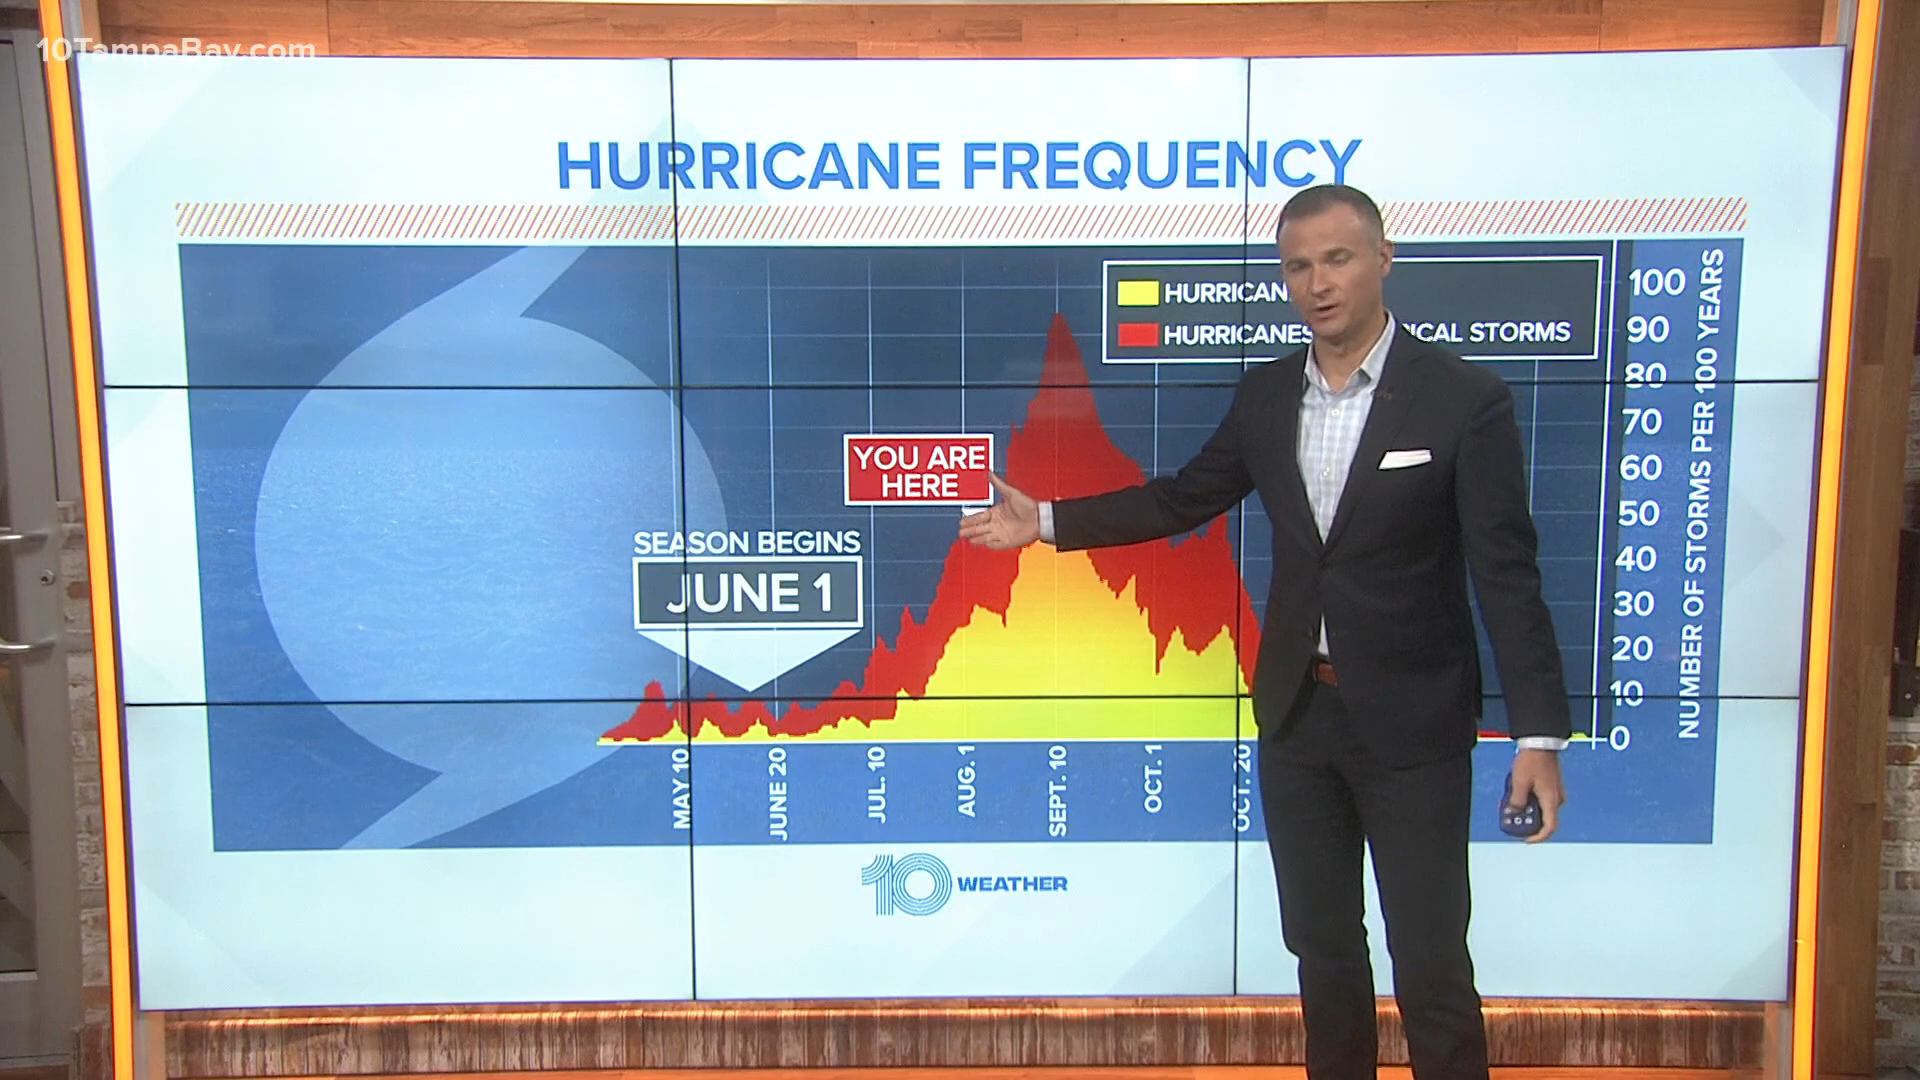 10TampaBay.com
HURRICANE FREQUENCY
HURRICAN
HURRICANES ICAL STORMS
YOU ARE
HERE
SEASON BEGINS
JUNE 1
100
90
80
70
60
50
40
30
20
10
0
NUMBER OF STORMS PER 100 YEARS
MAY 10
JUNE 20
JUL. 10
AUG. 1
SEPT. 10
OCT. 1
OCT. 20
10 WEATHER